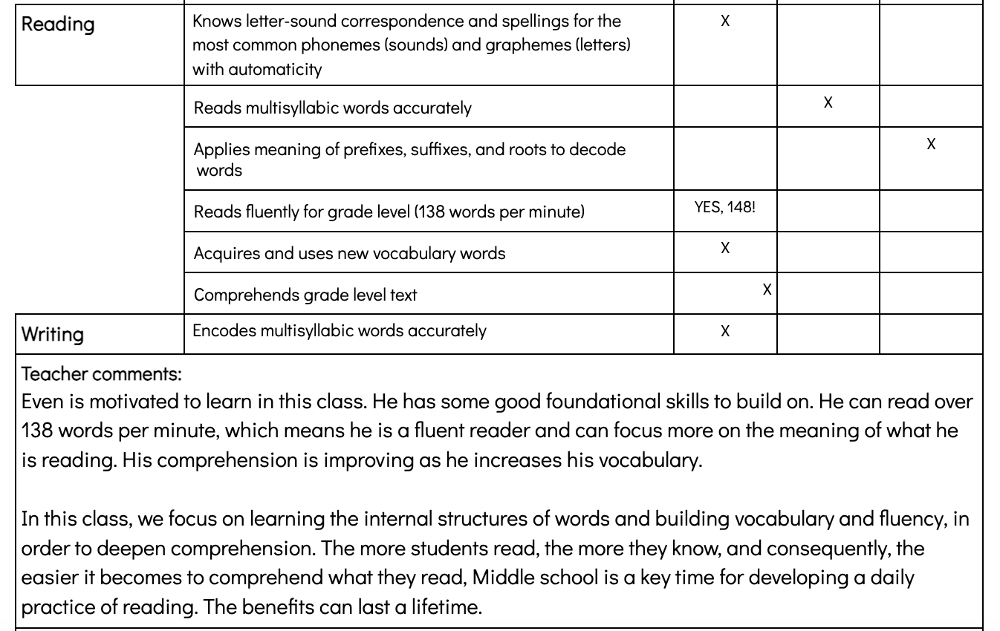 Reading
Knows letter-sound correspondence and spellings for the
most common phonemes (sounds) and graphemes (letters)
with automaticity
X
Reads multisyllabic words accurately
X
Applies meaning of prefixes, suffixes, and roots to decode
words
X
Reads fluently for grade level (138 words per minute)
YES, 148!
Acquires and uses new vocabulary words
X
Comprehends grade level text
X
Writing
Encodes multisyllabic words accurately
X
Teacher comments:
Even is motivated to learn in this class. He has some good foundational skills to build on. He can read over
138 words per minute, which means he is a fluent reader and can focus more on the meaning of what he
is reading. His comprehension is improving as he increases his vocabulary.
In this class, we focus on learning the internal structures of words and building vocabulary and fluency, in
order to deepen comprehension. The more students read, the more they know, and consequently, the
easier it becomes to comprehend what they read, Middle school is a key time for developing a daily
practice of reading. The benefits can last a lifetime.